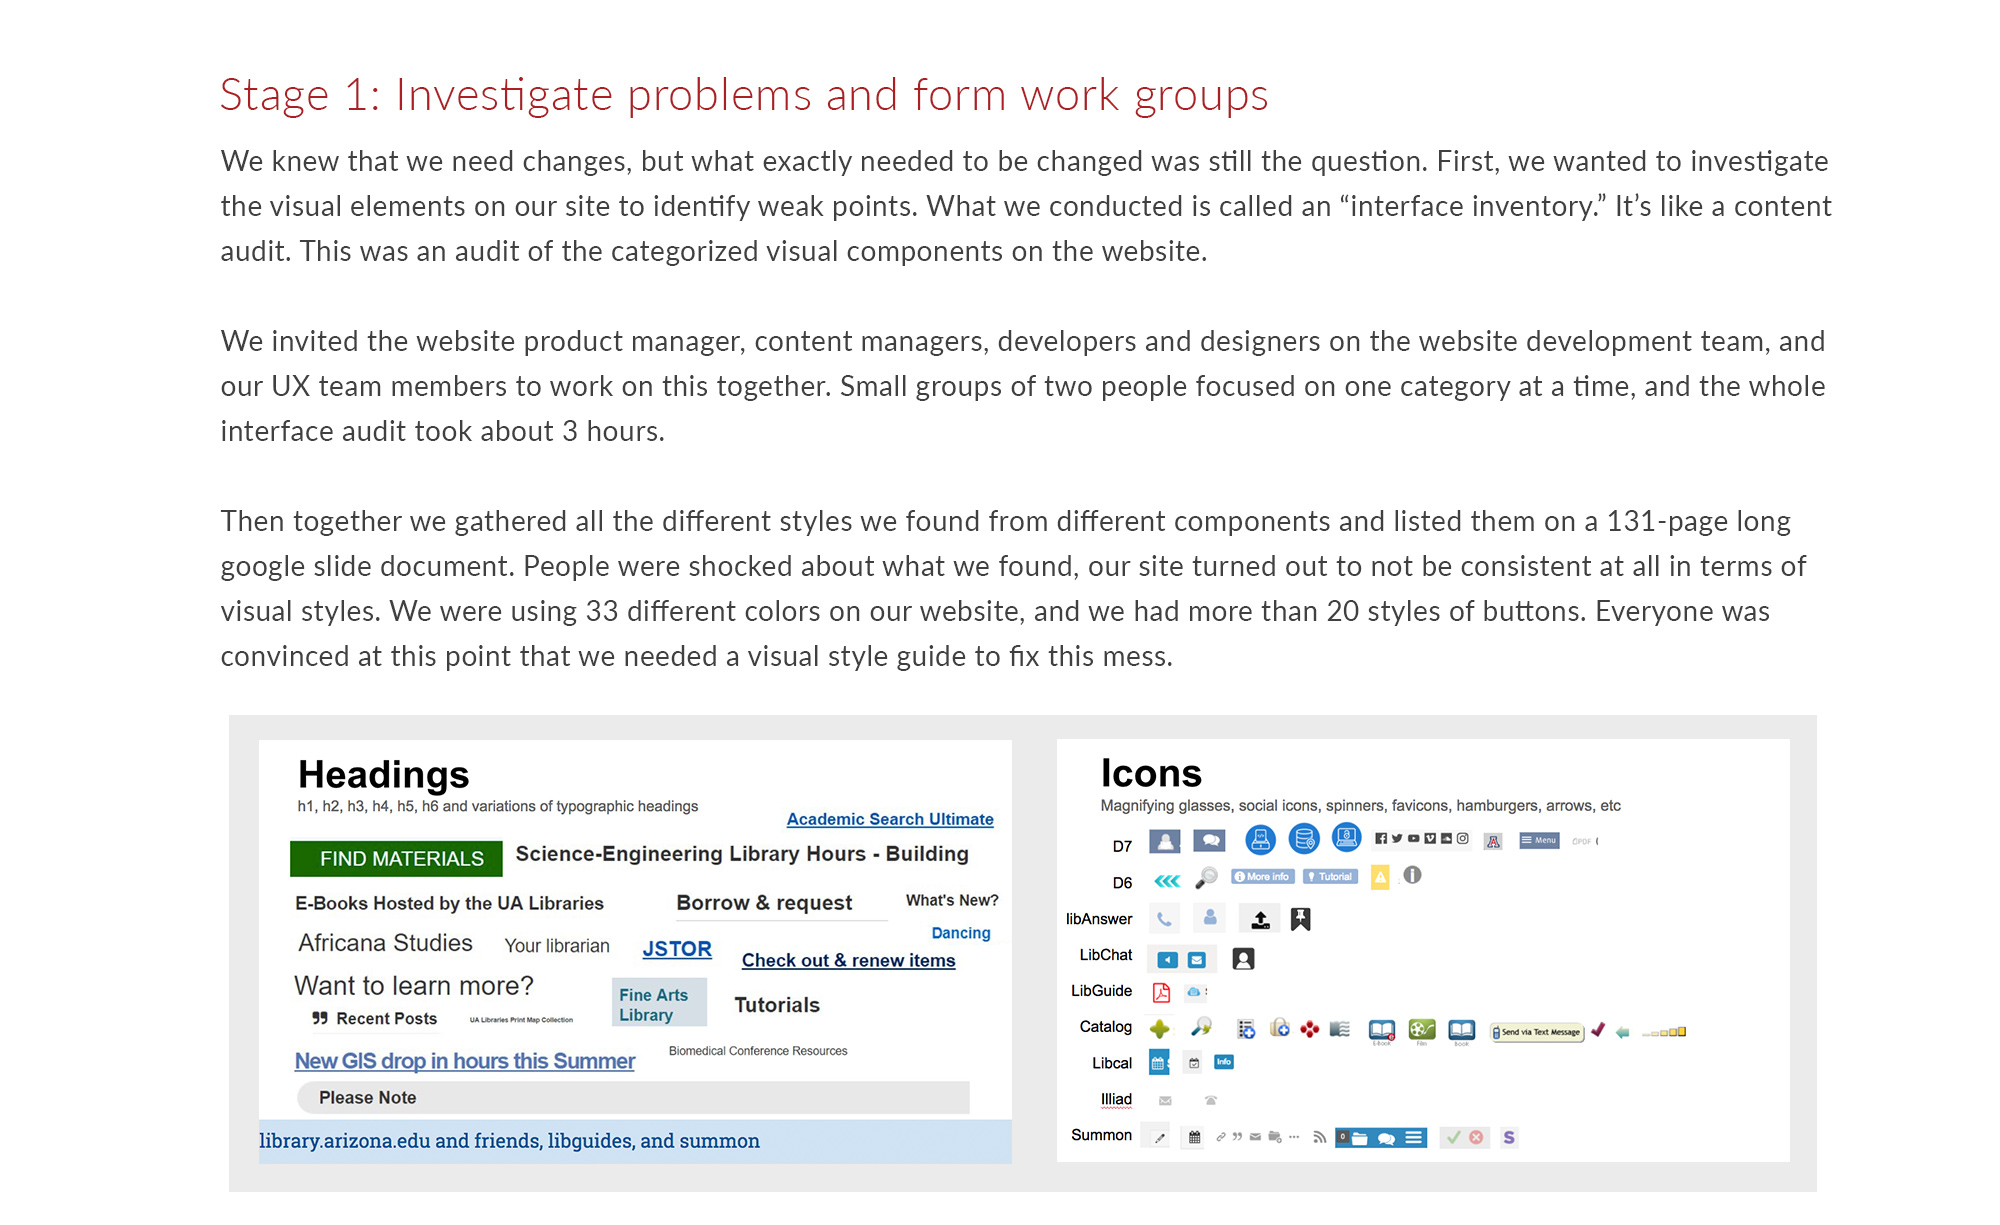 Stage 1: Investigate problems and form work groups
We knew that we need changes, but what exactly needed to be changed was still the question. First, we wanted to investigate
the visual elements on our site to identify weak points. What we conducted is called an “interface inventory.” It’s like a content
audit. This was an audit of the categorized visual components on the website.
We invited the website product manager, content managers, developers and designers on the website development team, and
our UX team members to work on this together. Small groups of two people focused on one category at a time, and the whole
interface audit took about 3 hours.
Then together we gathered all the different styles we found from different components and listed them on a 131-page long
google slide document. People were shocked about what we found, our site turned out to not be consistent at all in terms of
visual styles. We were using 33 different colors on our website, and we had more than 20 styles of buttons. Everyone was
convinced at this point that we needed a visual style guide to fix this mess.
Headings
h1, h2, h3, h4, h5, h6 and variations of typographic headings
Academic Search Ultimate
FIND MATERIALS
Science-Engineering Library Hours - Building
E-Books Hosted by the UA Libraries
Borrow & request
What's New?
Africana Studies
Your librarian
JSTOR
Dancing
Check out & renew items
Want to learn more?
Fine Arts
Library
Tutorials
Recent Posts
UA Libraries Print Map Collection
New GIS drop in hours this Summer
Biomedical Conference Resources
Please Note
library.arizona.edu and friends, libguides, and summon
Icons
Magnifying glasses, social icons, spinners, favicons, hamburgers, arrows, etc
D7
Menu
D6
More info
Tutorial
libAnswer
LibChat
LibGuide
Catalog
E-Book
Film
Book
Send via Text Message
Libcal
Info
Illiad
Summon
0
S